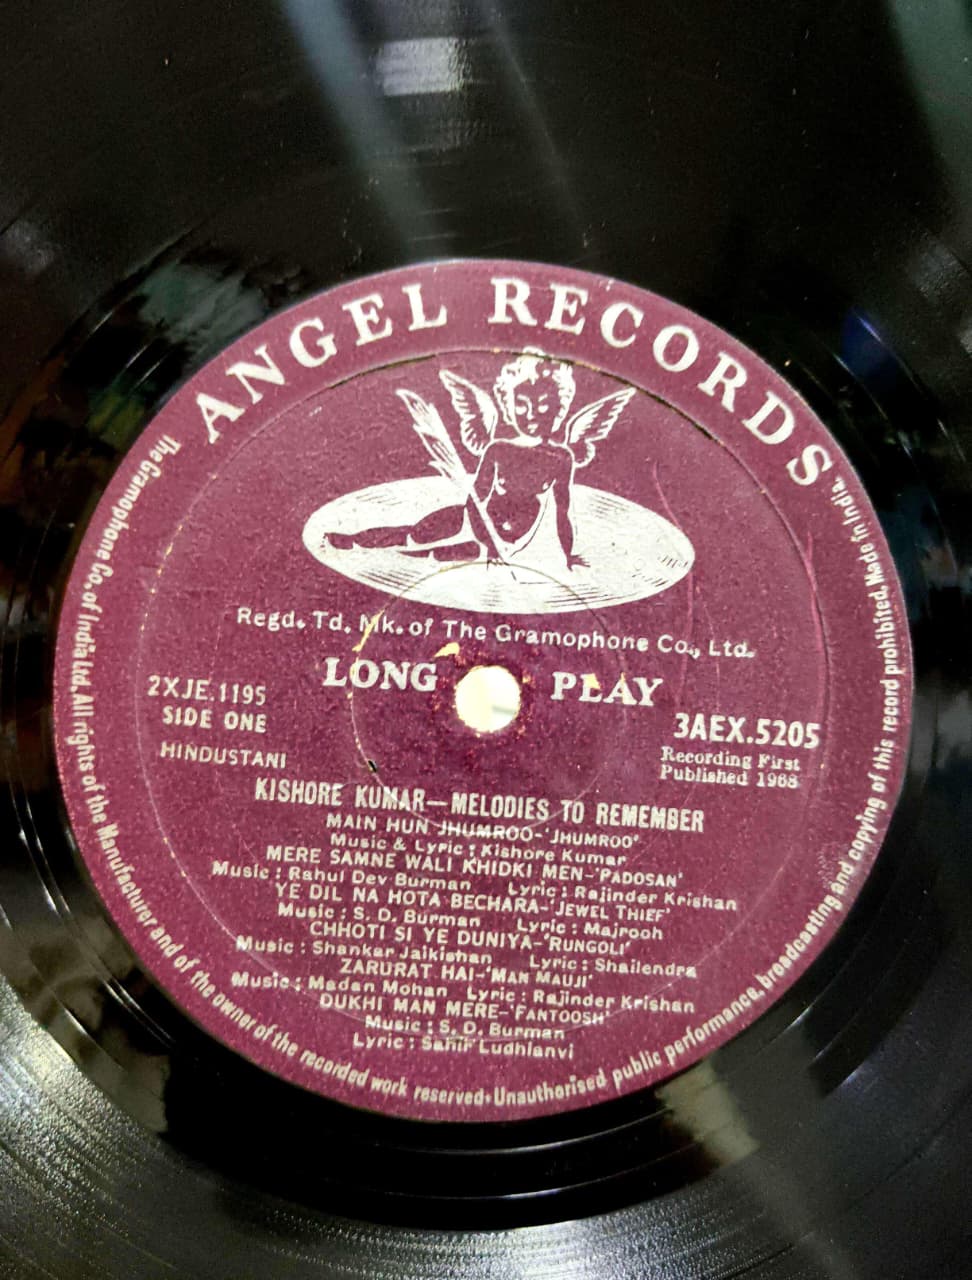 ANGEL RECORDS
Regd. Td. Mk. of The Gramophone Co., Ltd.
LONG PLAY
2XJE.1195
SIDE ONE
3AEX.5205
Recording First
Published 1968
HINDUSTANI
KISHORE KUMAR—MELODIES TO REMEMBER
MAIN HUN JHUMROO-'JHUMROO'
Music & Lyric : Kishore Kumar
MERE SAMNE WALI KHIDKI MEN-'PADOSAN'
Music : Rahul Dev Burman Lyric : Rajinder Krishan
YE DIL NA HOTA BECHARA-'JEWEL THIEF'
Music : S. D. Burman Lyric : Majrooh
CHHOTI SI YE DUNIYA-'RUNGOLI'
Music : Shanker Jaikishan Lyric : Shailendra
ZARURAT HAI-'MAN MAUJI'
Music : Madan Mohan Lyric : Rajinder Krishan
DUKHI MAN MERE-'FANTOOSH'
Music : S. D. Burman
Lyric : Sahir Ludhianvi
The Gramophone Co. of India Ltd. All rights of the Manufacturer and of the owner of the recorded work reserved. Unauthorised public performance, broadcasting and copying of this record prohibited. Made in India.